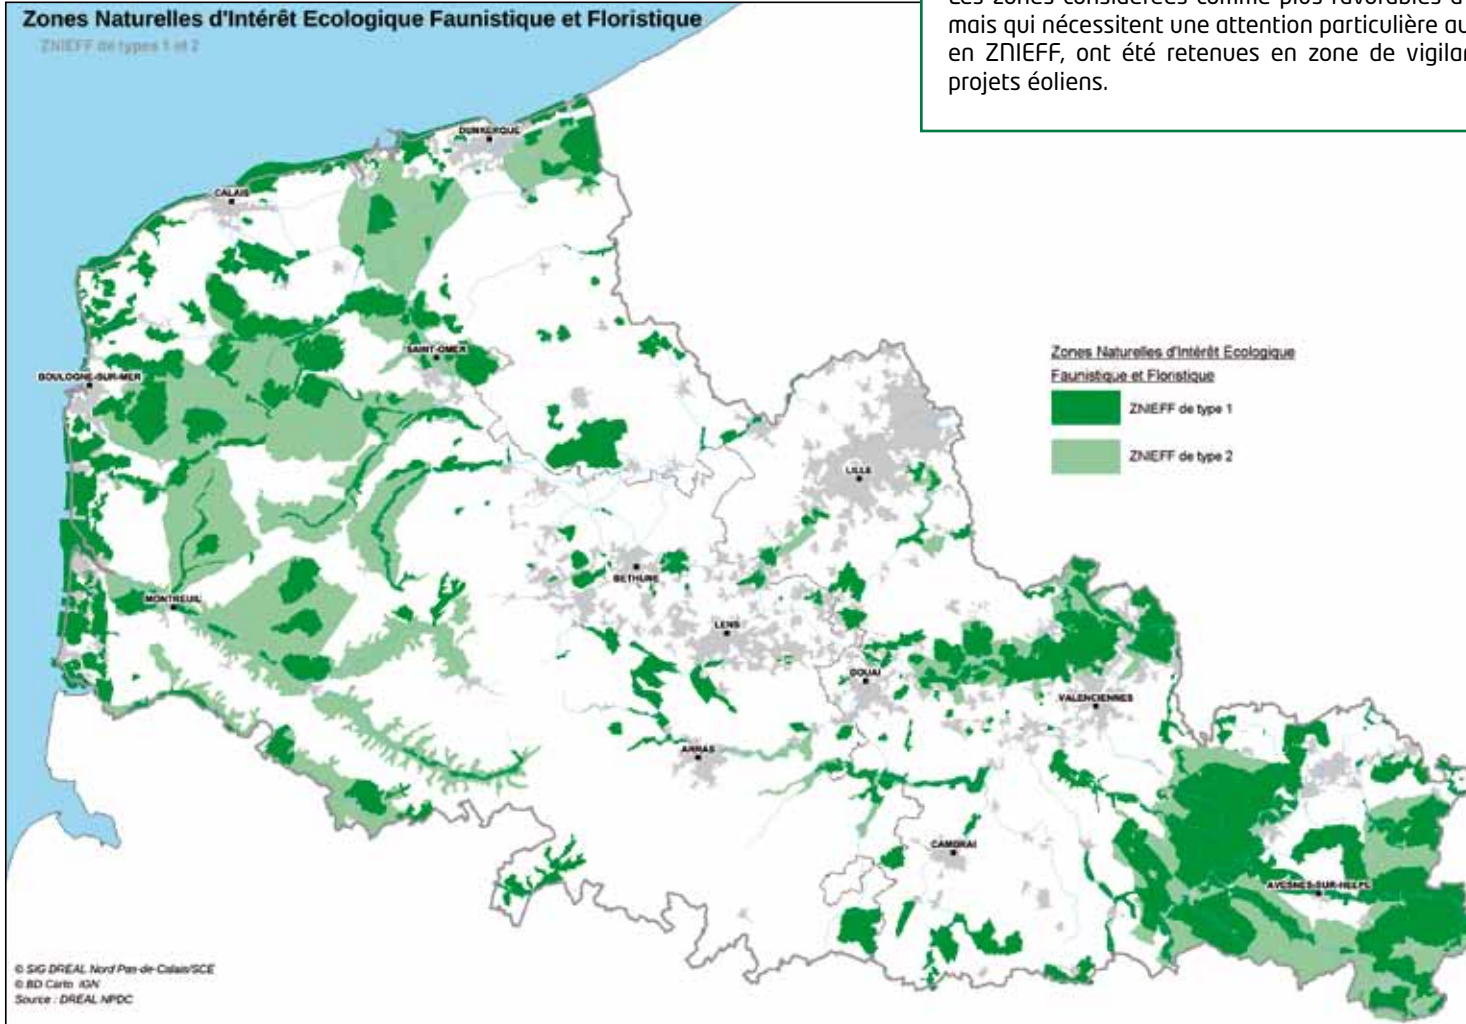 Zones Naturelles d'Intérêt Ecologique Faunistique et Floristique
ZNIEFF de types 1 et 2
mais qui nécessitent une attention particulière au
en ZNIEFF, ont été retenues en zone de vigilan
projets éoliens.
DUNKERQUE
CALAIS
SAINT-OMER
BOULOGNE-SUR-MER
Zones Naturelles d'Intérêt Ecologique
Faunistique et Floristique
ZNIEFF de type 1
ZNIEFF de type 2
LILLE
BETHUNE
MONTREUIL
LENS
DOUAI
VALENCIENNES
ARRAS
CAMBRAI
AVESNES-SUR-HELPE
© SIG DREAL Nord Pas-de-Calais/SCE
© BD Carto IGN
Source : DREAL NPDC